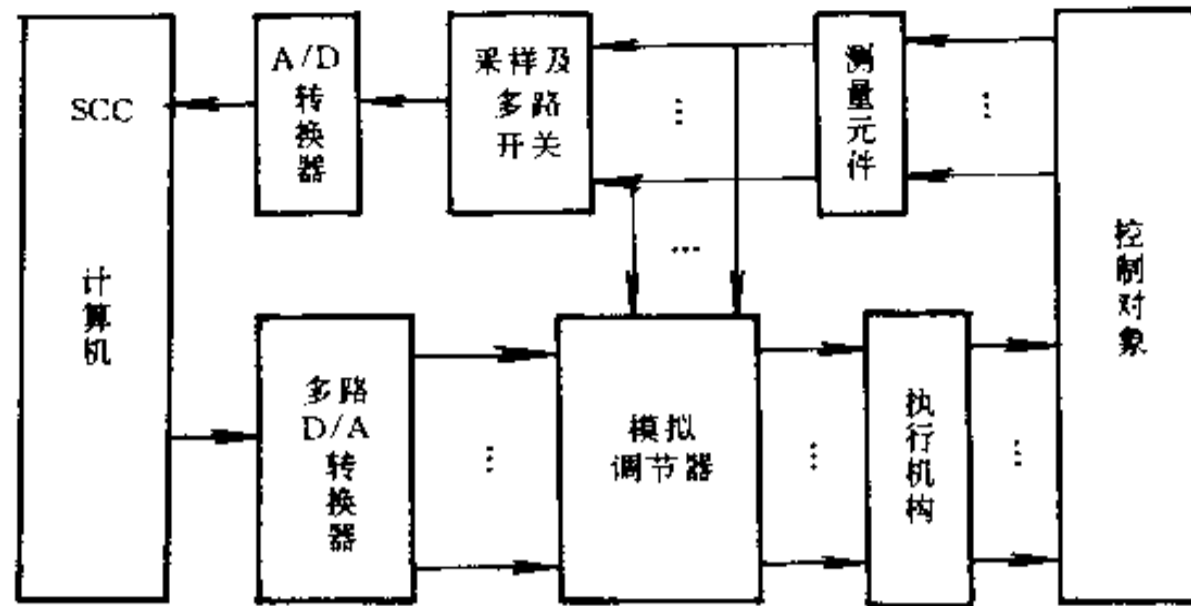 SCC
计算机
A/D
转换器
采样及
多路
开关
测量元件
控制对象
多路
D/A
转换器
模拟
调节器
执行机构